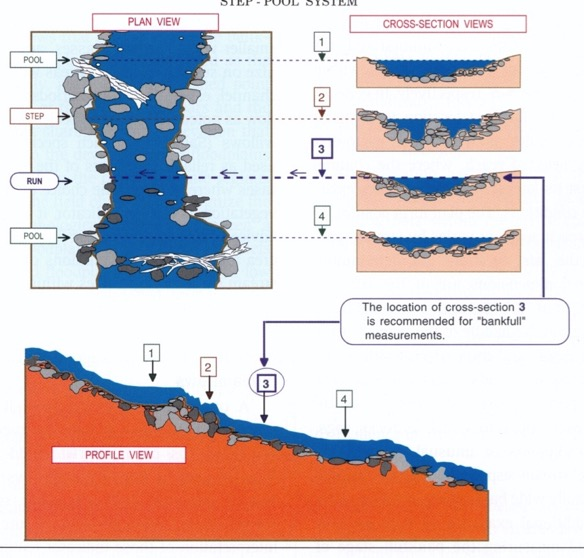 STEP - POOL SYSTEM
PLAN VIEW
CROSS-SECTION VIEWS
POOL
1
STEP
2
RUN
3
POOL
4
The location of cross-section 3
is recommended for "bankfull"
measurements.
1
2
3
4
PROFILE VIEW